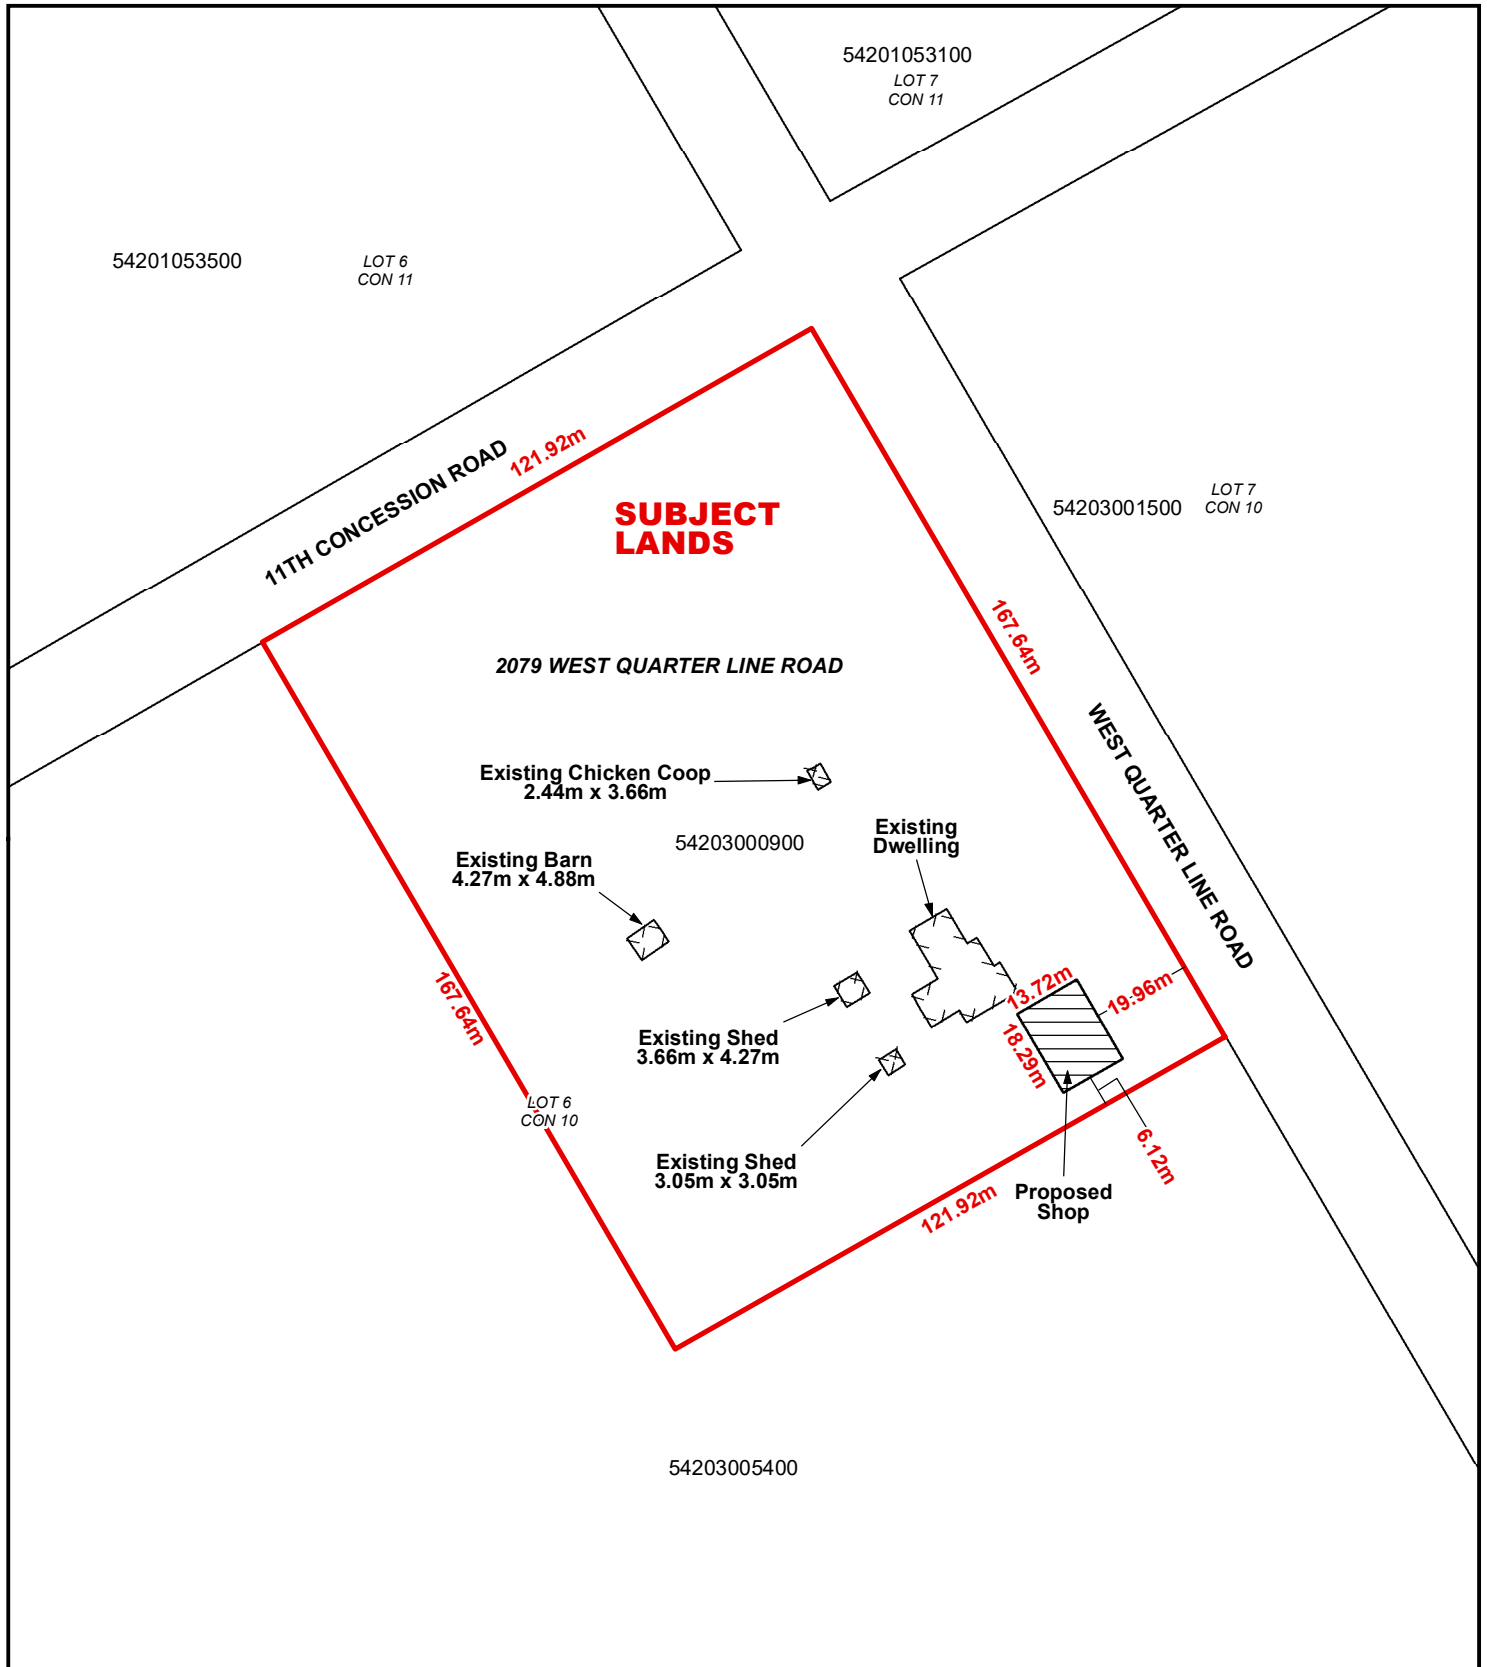 54201053100
LOT 7
CON 11
54201053500
LOT 6
CON 11
11TH CONCESSION ROAD
121.92m
SUBJECT
LANDS
54203001500
LOT 7
CON 10
167.64m
2079 WEST QUARTER LINE ROAD
WEST QUARTER LINE ROAD
Existing Chicken Coop
2.44m x 3.66m
54203000900
Existing
Dwelling
Existing Barn
4.27m x 4.88m
167.64m
13.72m
19.96m
18.29m
Existing Shed
3.66m x 4.27m
LOT 6
CON 10
Existing Shed
3.05m x 3.05m
6.12m
Proposed
Shop
121.92m
54203005400